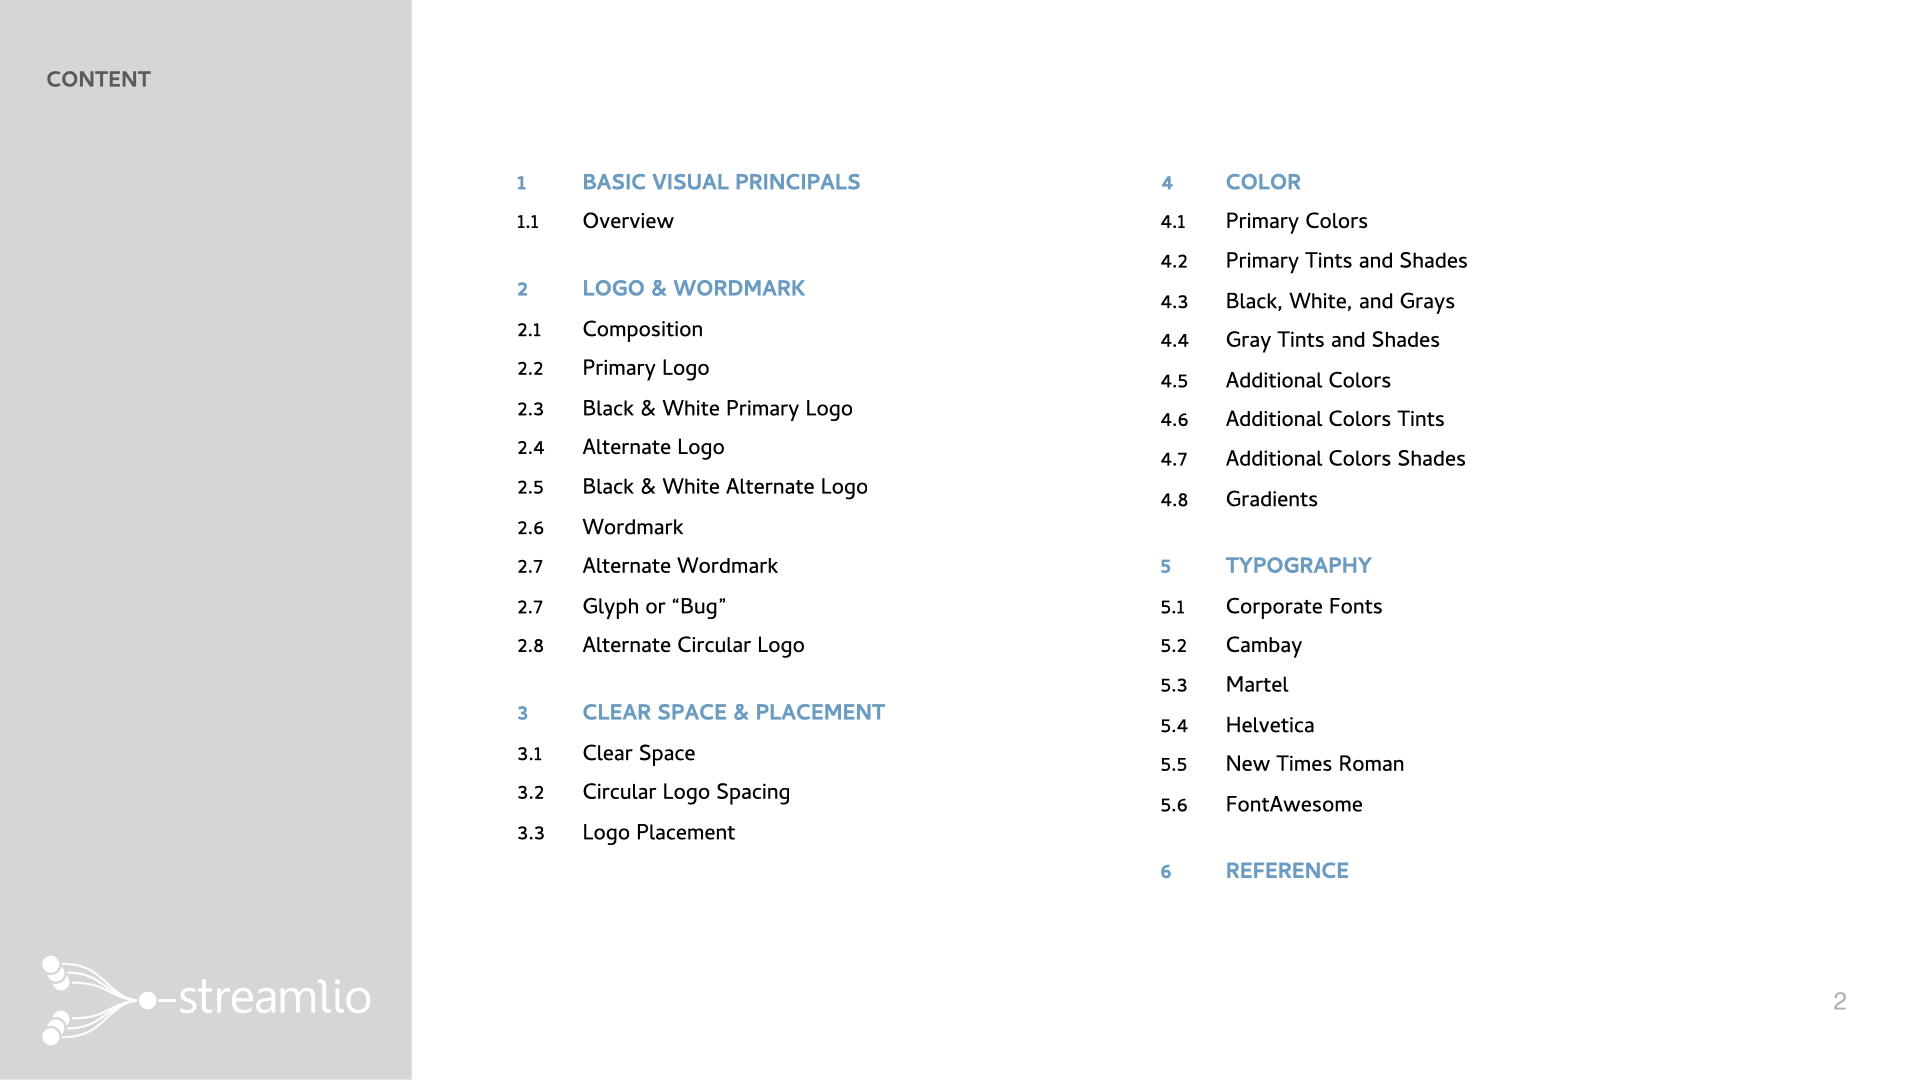 CONTENT
1 BASIC VISUAL PRINCIPALS
1.1 Overview
2 LOGO & WORDMARK
2.1 Composition
2.2 Primary Logo
2.3 Black & White Primary Logo
2.4 Alternate Logo
2.5 Black & White Alternate Logo
2.6 Wordmark
2.7 Alternate Wordmark
2.7 Glyph or “Bug”
2.8 Alternate Circular Logo
3 CLEAR SPACE & PLACEMENT
3.1 Clear Space
3.2 Circular Logo Spacing
3.3 Logo Placement
4 COLOR
4.1 Primary Colors
4.2 Primary Tints and Shades
4.3 Black, White, and Grays
4.4 Gray Tints and Shades
4.5 Additional Colors
4.6 Additional Colors Tints
4.7 Additional Colors Shades
4.8 Gradients
5 TYPOGRAPHY
5.1 Corporate Fonts
5.2 Cambay
5.3 Martel
5.4 Helvetica
5.5 New Times Roman
5.6 FontAwesome
6 REFERENCE
streamlio
2